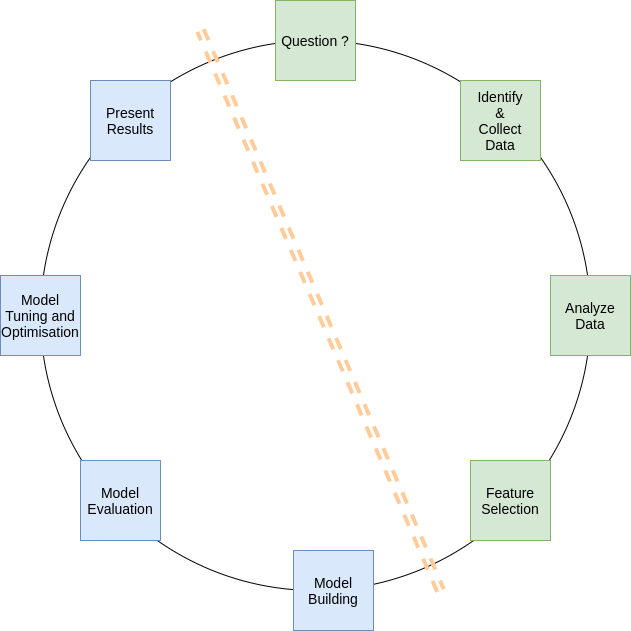 Question ?
Identify
&
Collect
Data
Analyze
Data
Feature
Selection
Model
Building
Model
Evaluation
Model
Tuning and
Optimisation
Present
Results